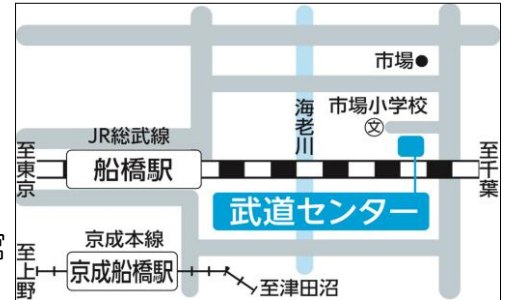 市場
市場小学校
文
海老川
JR総武線
至東京
船橋駅
至千葉
武道センター
京成本線
至上野
京成船橋駅
至津田沼